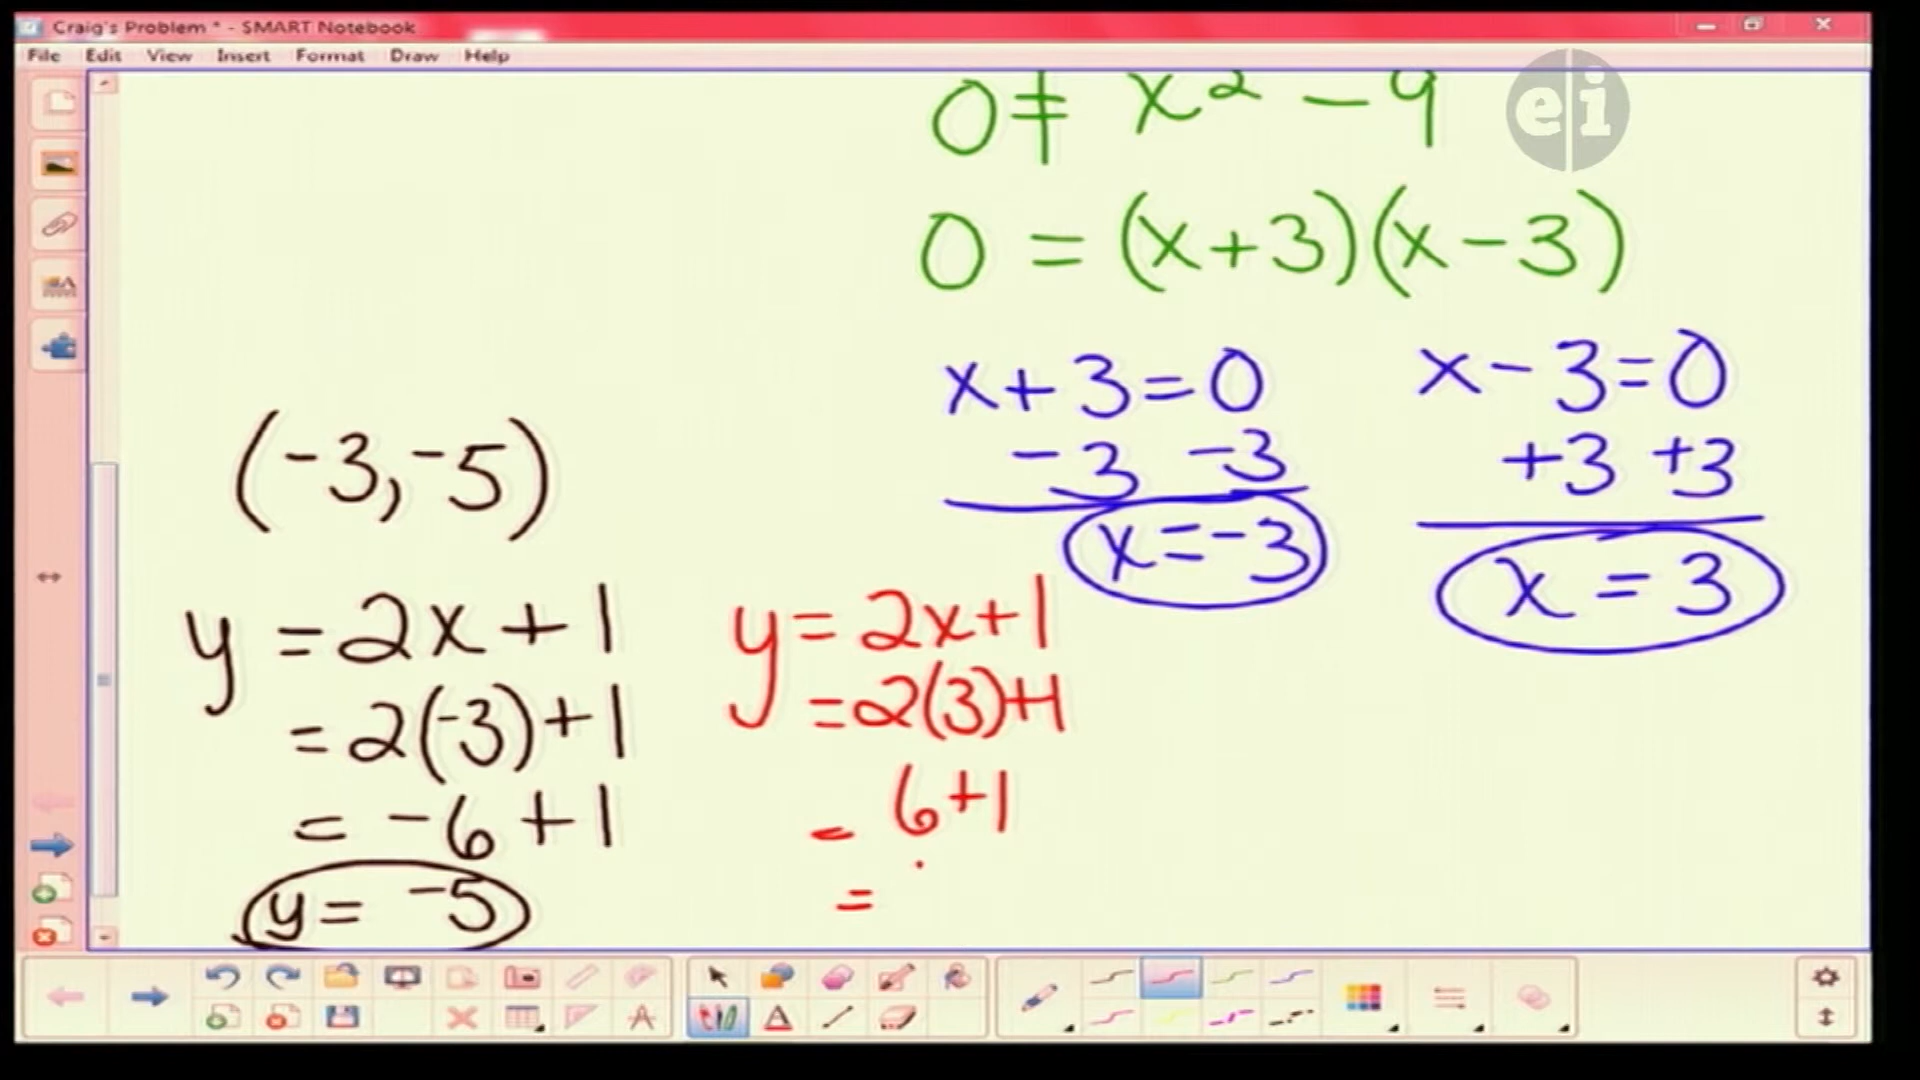 Craig's Problem * - SMART Notebook
File Edit View Insert Format Draw Help
ei
0 ≠ x² - 9
0 = (x+3)(x-3)
x+3=0
-3 -3
x=-3
x-3=0
+3 +3
x = 3
(-3,-5)
y = 2x+1
= 2(-3)+1
= -6+1
y= -5
y= 2x+1
=2(3)+1
= 6+1
=